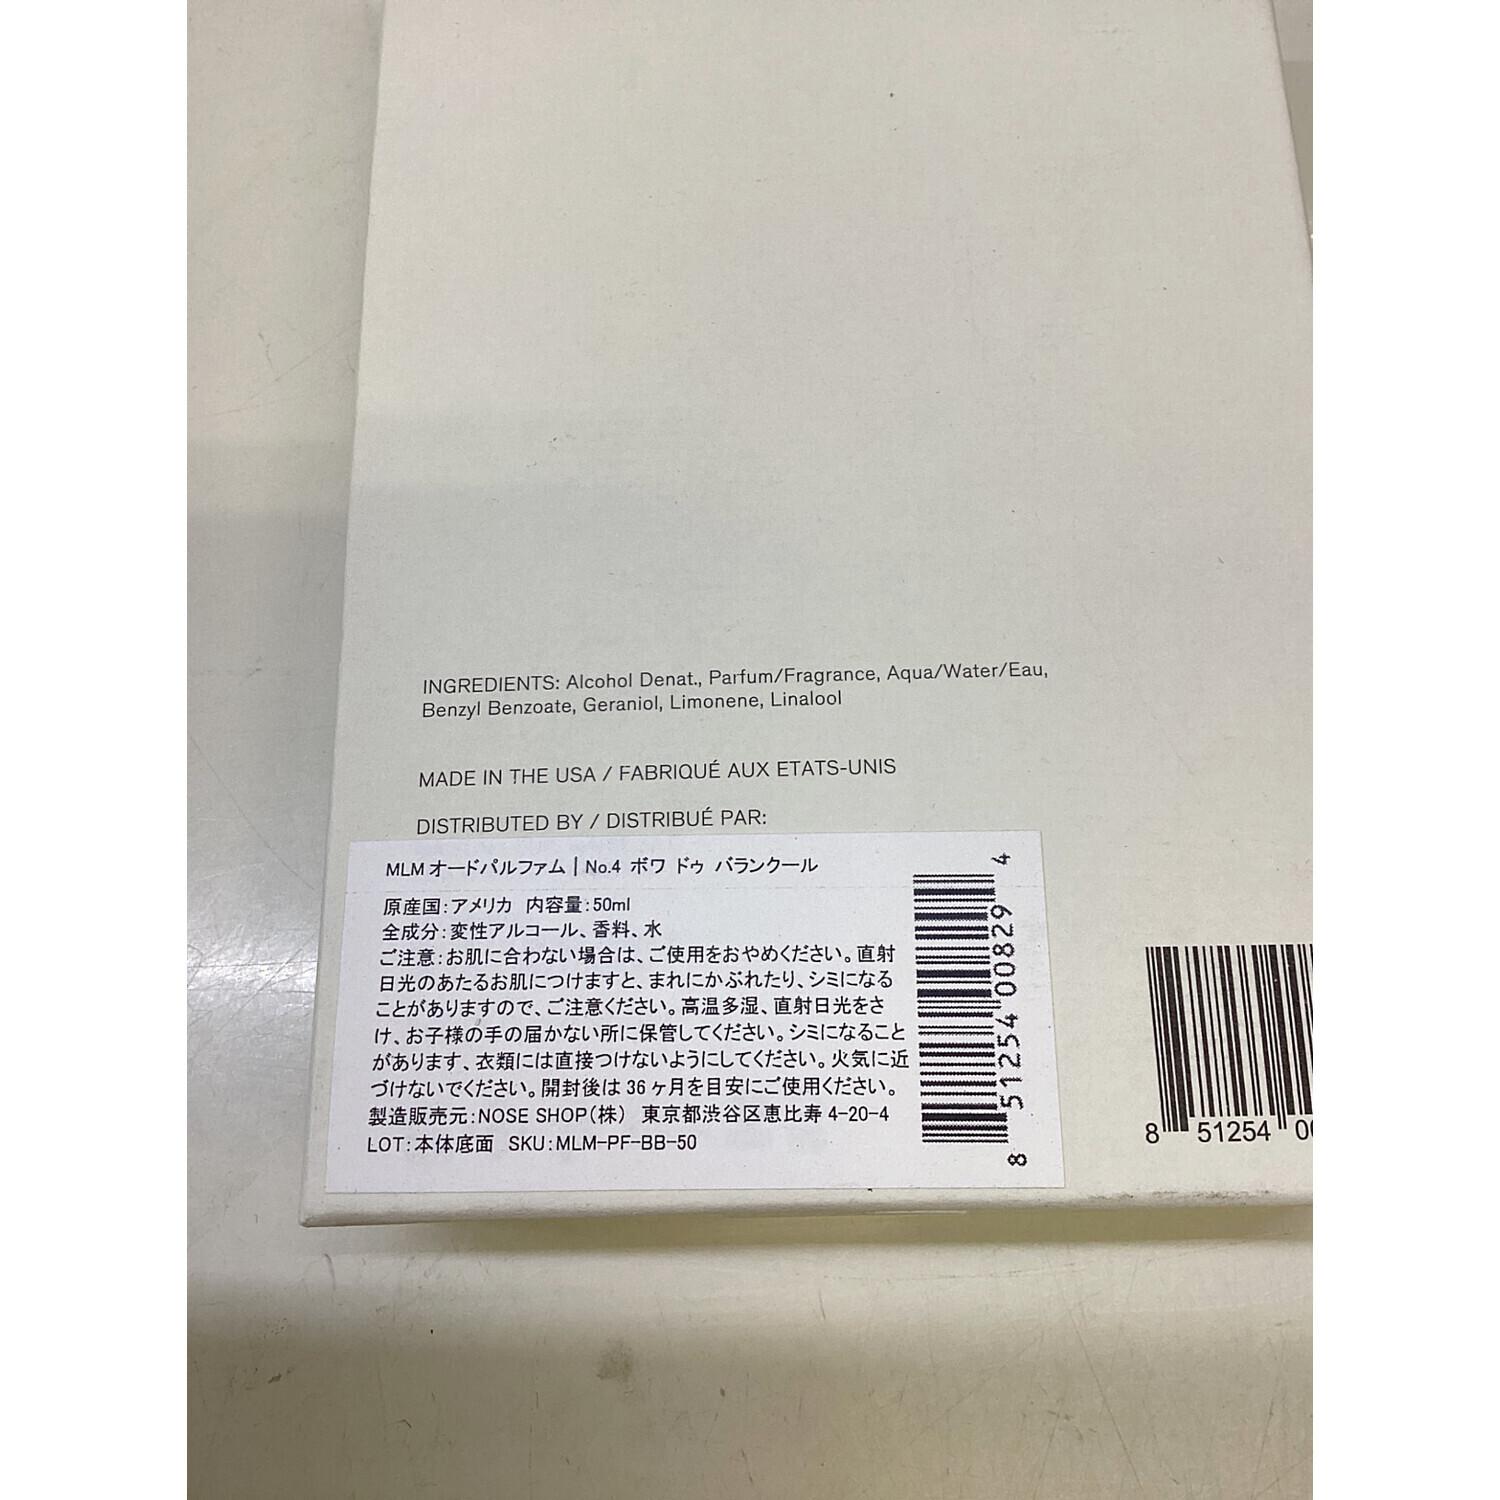 INGREDIENTS: Alcohol Denat., Parfum/Fragrance, Aqua/Water/Eau,
Benzyl Benzoate, Geraniol, Limonene, Linalool
MADE IN THE USA / FABRIQUÉ AUX ETATS-UNIS
DISTRIBUTED BY / DISTRIBUÉ PAR:
MLM オードパルファム | No.4 ボワ ドゥ バランクール
原産国:アメリカ 内容量:50ml
全成分:変性アルコール、香料、水
ご注意:お肌に合わない場合は、ご使用をおやめください。直射
日光のあたるお肌につけますと、まれにかぶれたり、シミになる
ことがありますので、ご注意ください。高温多湿、直射日光をさ
け、お子様の手の届かない所に保管してください。シミになること
があります、衣類には直接つけないようにしてください。火気に近
づけないでください。開封後は 36 ヶ月を目安にご使用ください。
製造販売元:NOSE SHOP(株) 東京都渋谷区恵比寿 4-20-4
LOT:本体底面 SKU:MLM-PF-BB-50
8 51254 00829 4
8 51254 00